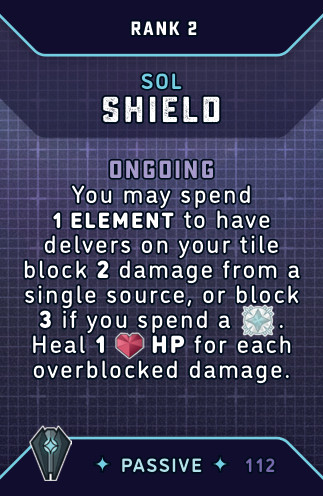 RANK 2
SOL
SHIELD
ONGOING
You may spend
1 ELEMENT to have
delvers on your tile
block 2 damage from a
single source, or block
3 if you spend a .
Heal 1 HP for each
overblocked damage.
PASSIVE 112